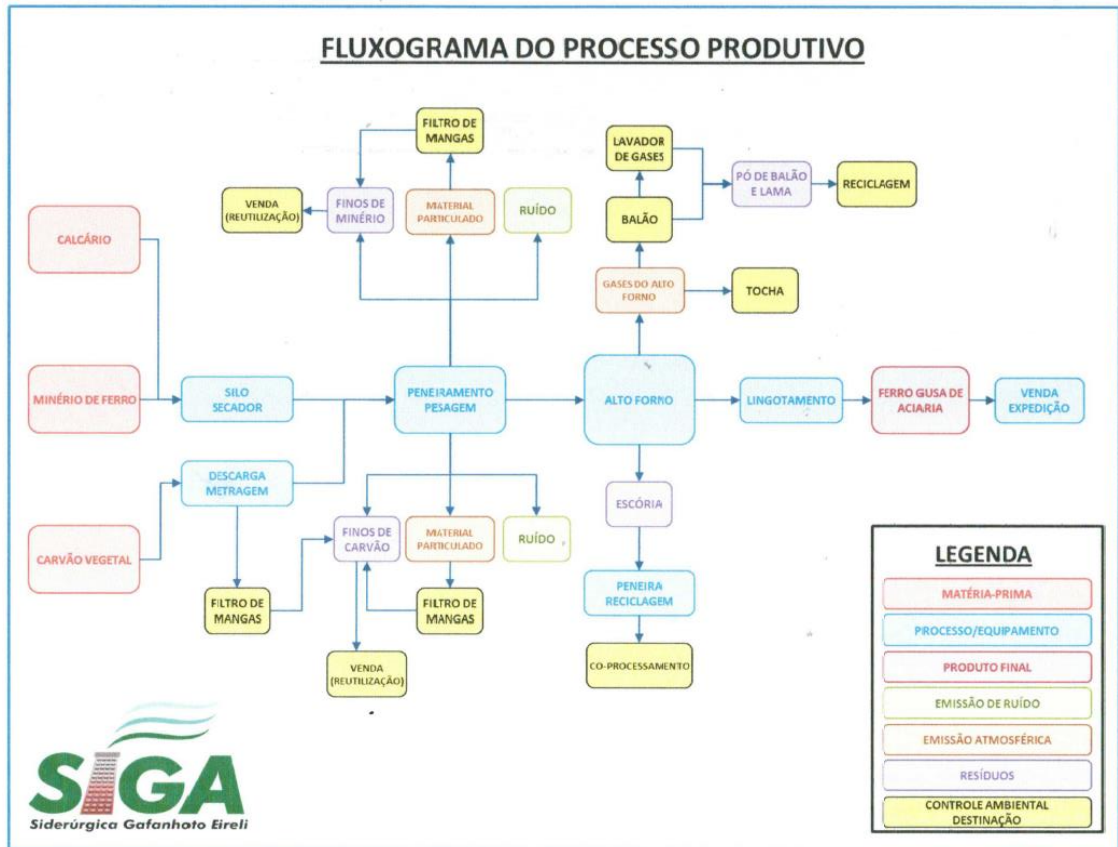 FLUXOGRAMA DO PROCESSO PRODUTIVO
FILTRO DE
MANGAS
LAVADOR
DE GASES
PÓ DE BALÃO
E LAMA
RECICLAGEM
VENDA
(REUTILIZAÇÃO)
FINOS DE
MINÉRIO
MATERIAL
PARTICULADO
RUÍDO
BALÃO
CALCÁRIO
GASES DO ALTO
FORNO
TOCHA
MINÉRIO DE FERRO
SILO
SECADOR
PENEIRAMENTO
PESAGEM
ALTO FORNO
LINGOTAMENTO
FERRO GUSA DE
ACIARIA
VENDA
EXPEDIÇÃO
DESCARGA
METRAGEM
CARVÃO VEGETAL
FINOS DE
CARVÃO
MATERIAL
PARTICULADO
RUÍDO
ESCÓRIA
FILTRO DE
MANGAS
FILTRO DE
MANGAS
PENEIRA
RECICLAGEM
VENDA
(REUTILIZAÇÃO)
CO-PROCESSAMENTO
LEGENDA
MATÉRIA-PRIMA
PROCESSO/EQUIPAMENTO
PRODUTO FINAL
EMISSÃO DE RUÍDO
EMISSÃO ATMOSFÉRICA
RESÍDUOS
CONTROLE AMBIENTAL
DESTINAÇÃO
SIGA
Siderúrgica Gafanhoto Eireli